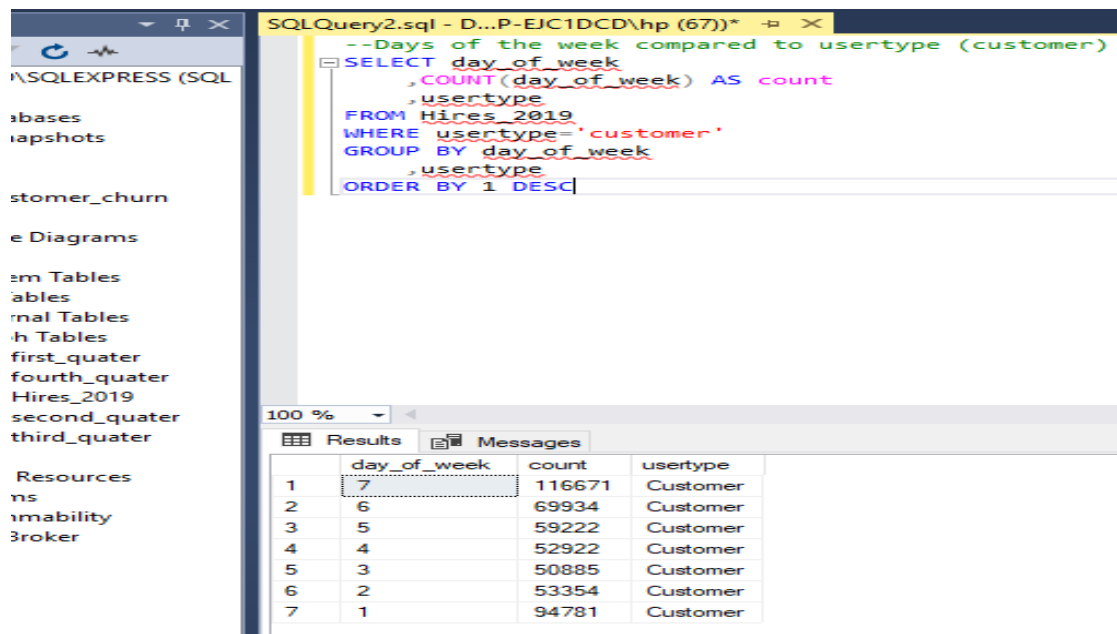 SQLQuery2.sql - D...P-EJC1DCD\hp (67))*
\SQLEXPRESS (SQL
abases
apshots
stomer_churn
e Diagrams
em Tables
ables
rnal Tables
h Tables
first_quater
fourth_quater
Hires_2019
second_quater
third_quater
Resources
ms
mmability
Broker
--Days of the week compared to usertype (customer)
SELECT day_of_week
,COUNT(day_of_week) AS count
,usertype
FROM Hires_2019
WHERE usertype='customer'
GROUP BY day_of_week
,usertype
ORDER BY 1 DESC
100 %
Results Messages
day_of_week count usertype
1 7 116671 Customer
2 6 69934 Customer
3 5 59222 Customer
4 4 52922 Customer
5 3 50885 Customer
6 2 53354 Customer
7 1 94781 Customer